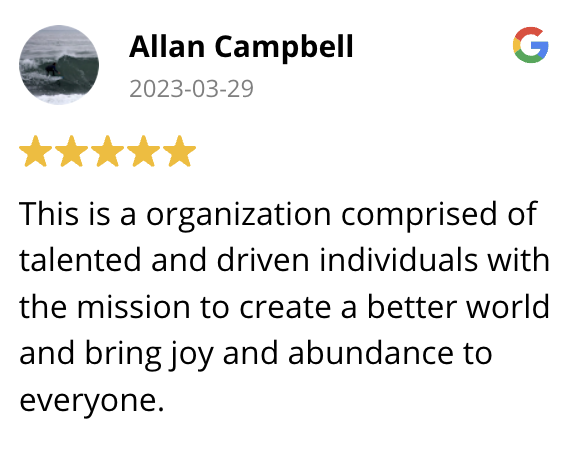 Allan Campbell
2023-03-29
This is a organization comprised of
talented and driven individuals with
the mission to create a better world
and bring joy and abundance to
everyone.